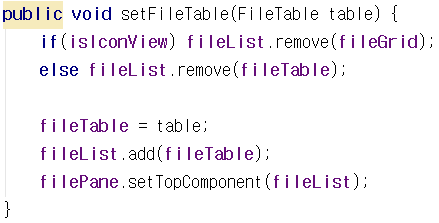 public void setFileTable(FileTable table) {
if(isIconView) fileList.remove(fileGrid);
else fileList.remove(fileTable);
fileTable = table;
fileList.add(fileTable);
filePane.setTopComponent(fileList);
}